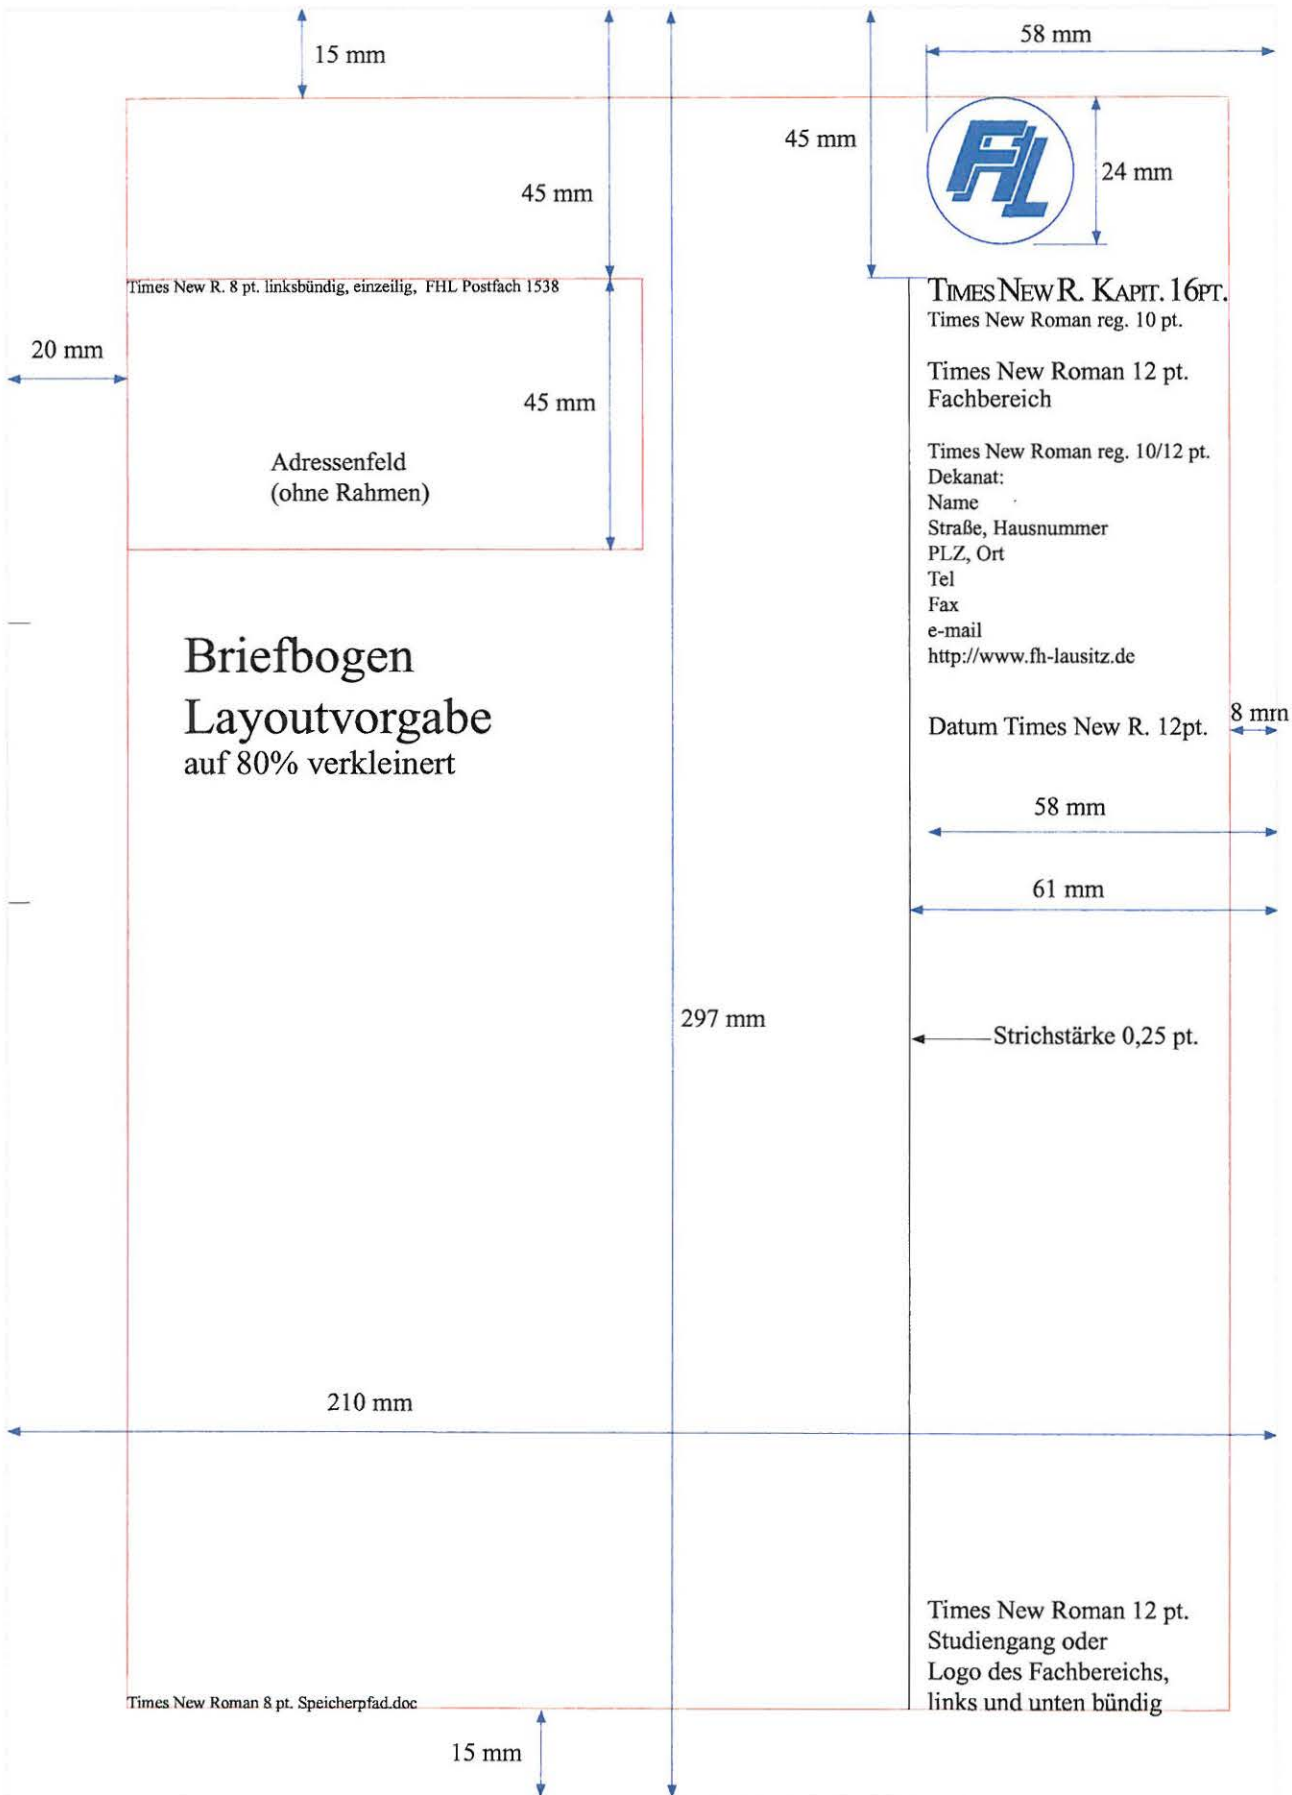 58 mm
15 mm
FHL
45 mm
24 mm
45 mm
Times New R. 8 pt. linksbündig, einzeilig, FHL Postfach 1538
TIMES NEW R. KAPIT. 16PT.
Times New Roman reg. 10 pt.
20 mm
Times New Roman 12 pt.
Fachbereich
45 mm
Adressenfeld
(ohne Rahmen)
Times New Roman reg. 10/12 pt.
Dekanat:
Name
Straße, Hausnummer
PLZ, Ort
Tel
Fax
e-mail
http://www.fh-lausitz.de
Briefbogen
Layoutvorgabe
auf 80% verkleinert
Datum Times New R. 12pt.
8 mm
58 mm
61 mm
297 mm
Strichstärke 0,25 pt.
210 mm
Times New Roman 12 pt.
Studiengang oder
Logo des Fachbereichs,
links und unten bündig
Times New Roman 8 pt. Speicherpfad.doc
15 mm